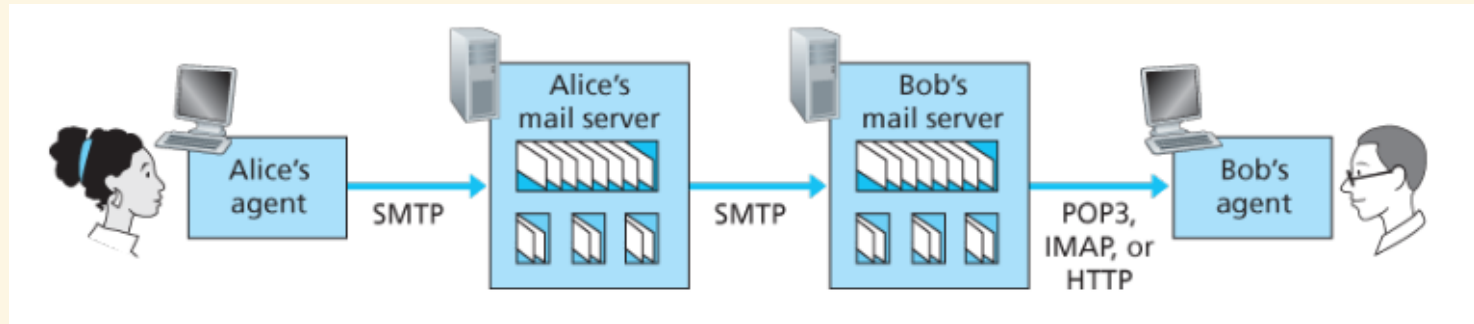 Alice's
agent
SMTP
Alice's
mail server
SMTP
Bob's
mail server
POP3,
IMAP, or
HTTP
Bob's
agent